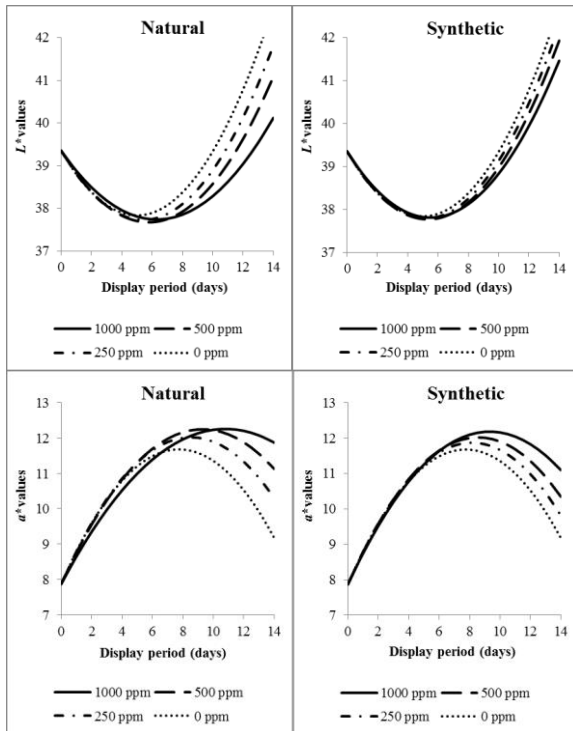 Natural
42
41
40
39
38
37
L* values
0 2 4 6 8 10 12 14
Display period (days)
1000 ppm 500 ppm
250 ppm 0 ppm
Synthetic
42
41
40
39
38
37
L* values
0 2 4 6 8 10 12 14
Display period (days)
1000 ppm 500 ppm
250 ppm 0 ppm
Natural
13
12
11
10
9
8
7
a* values
0 2 4 6 8 10 12 14
Display period (days)
1000 ppm 500 ppm
250 ppm 0 ppm
Synthetic
13
12
11
10
9
8
7
a* values
0 2 4 6 8 10 12 14
Display period (days)
1000 ppm 500 ppm
250 ppm 0 ppm